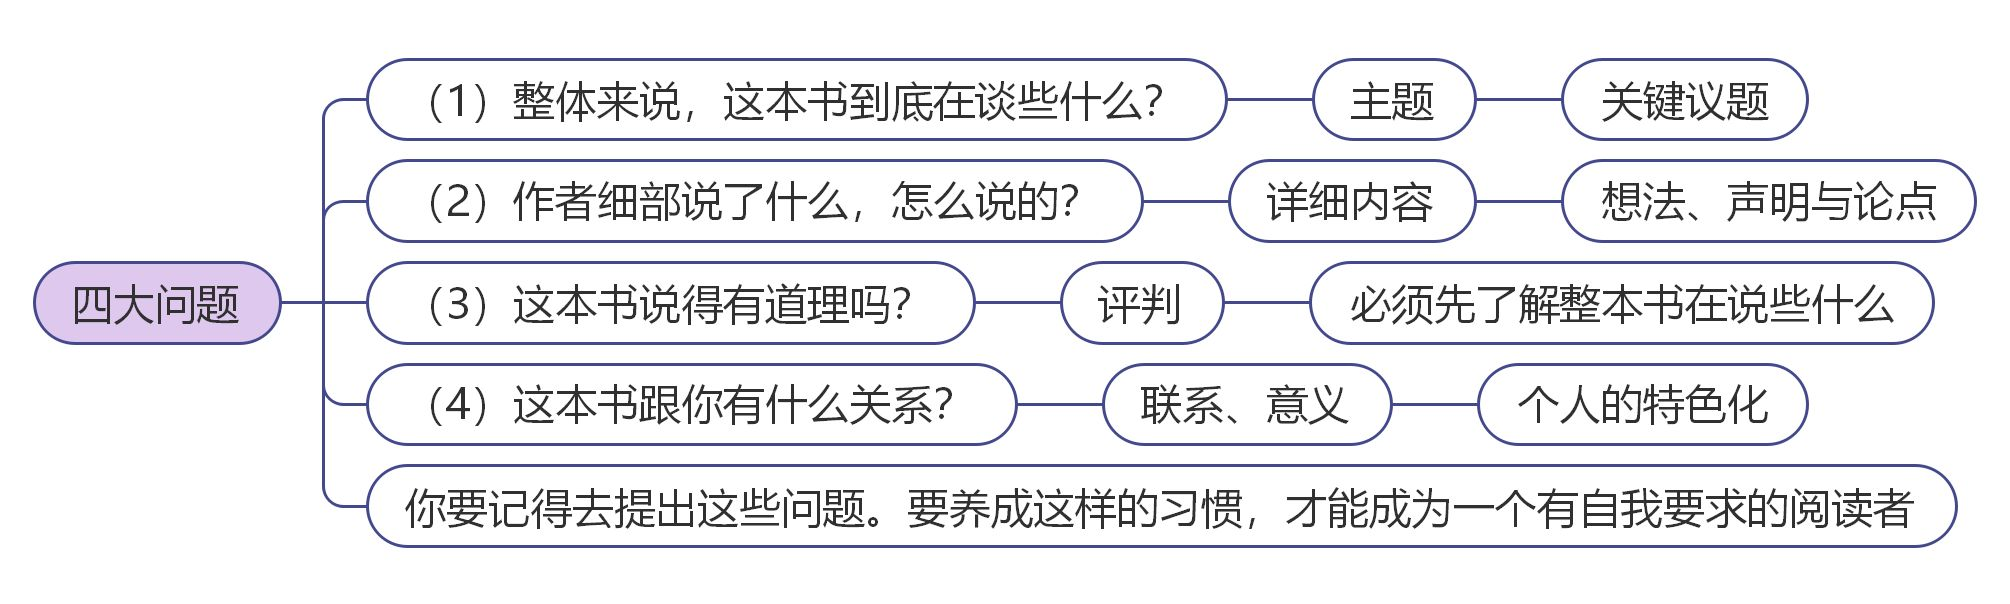 四大问题
（1）整体来说，这本书到底在谈些什么？
主题
关键议题
（2）作者细部说了什么，怎么说的？
详细内容
想法、声明与论点
（3）这本书说得有道理吗？
评判
必须先了解整本书在说些什么
（4）这本书跟你有什么关系？
联系、意义
个人的特色化
你要记得去提出这些问题。要养成这样的习惯，才能成为一个有自我要求的阅读者